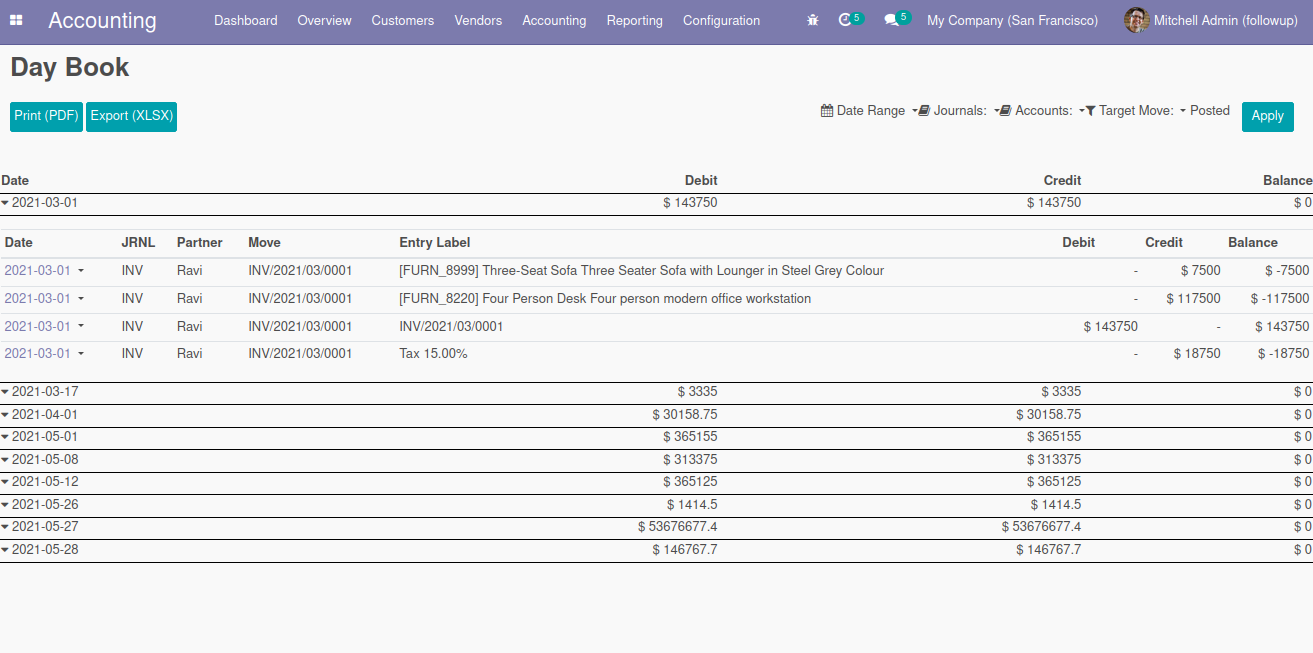 Accounting Dashboard Overview Customers Vendors Accounting Reporting Configuration 5 5 My Company (San Francisco) Mitchell Admin (followup)
Day Book
Print (PDF) Export (XLSX) Date Range Journals: Accounts: Target Move: Posted Apply
Date Debit Credit Balance
2021-03-01 $ 143750 $ 143750 $ 0
Date JRNL Partner Move Entry Label Debit Credit Balance
2021-03-01 INV Ravi INV/2021/03/0001 [FURN_8999] Three-Seat Sofa Three Seater Sofa with Lounger in Steel Grey Colour - $ 7500 $ -7500
2021-03-01 INV Ravi INV/2021/03/0001 [FURN_8220] Four Person Desk Four person modern office workstation - $ 117500 $ -117500
2021-03-01 INV Ravi INV/2021/03/0001 INV/2021/03/0001 $ 143750 - $ 143750
2021-03-01 INV Ravi INV/2021/03/0001 Tax 15.00% - $ 18750 $ -18750
2021-03-17 $ 3335 $ 3335 $ 0
2021-04-01 $ 30158.75 $ 30158.75 $ 0
2021-05-01 $ 365155 $ 365155 $ 0
2021-05-08 $ 313375 $ 313375 $ 0
2021-05-12 $ 365125 $ 365125 $ 0
2021-05-26 $ 1414.5 $ 1414.5 $ 0
2021-05-27 $ 53676677.4 $ 53676677.4 $ 0
2021-05-28 $ 146767.7 $ 146767.7 $ 0